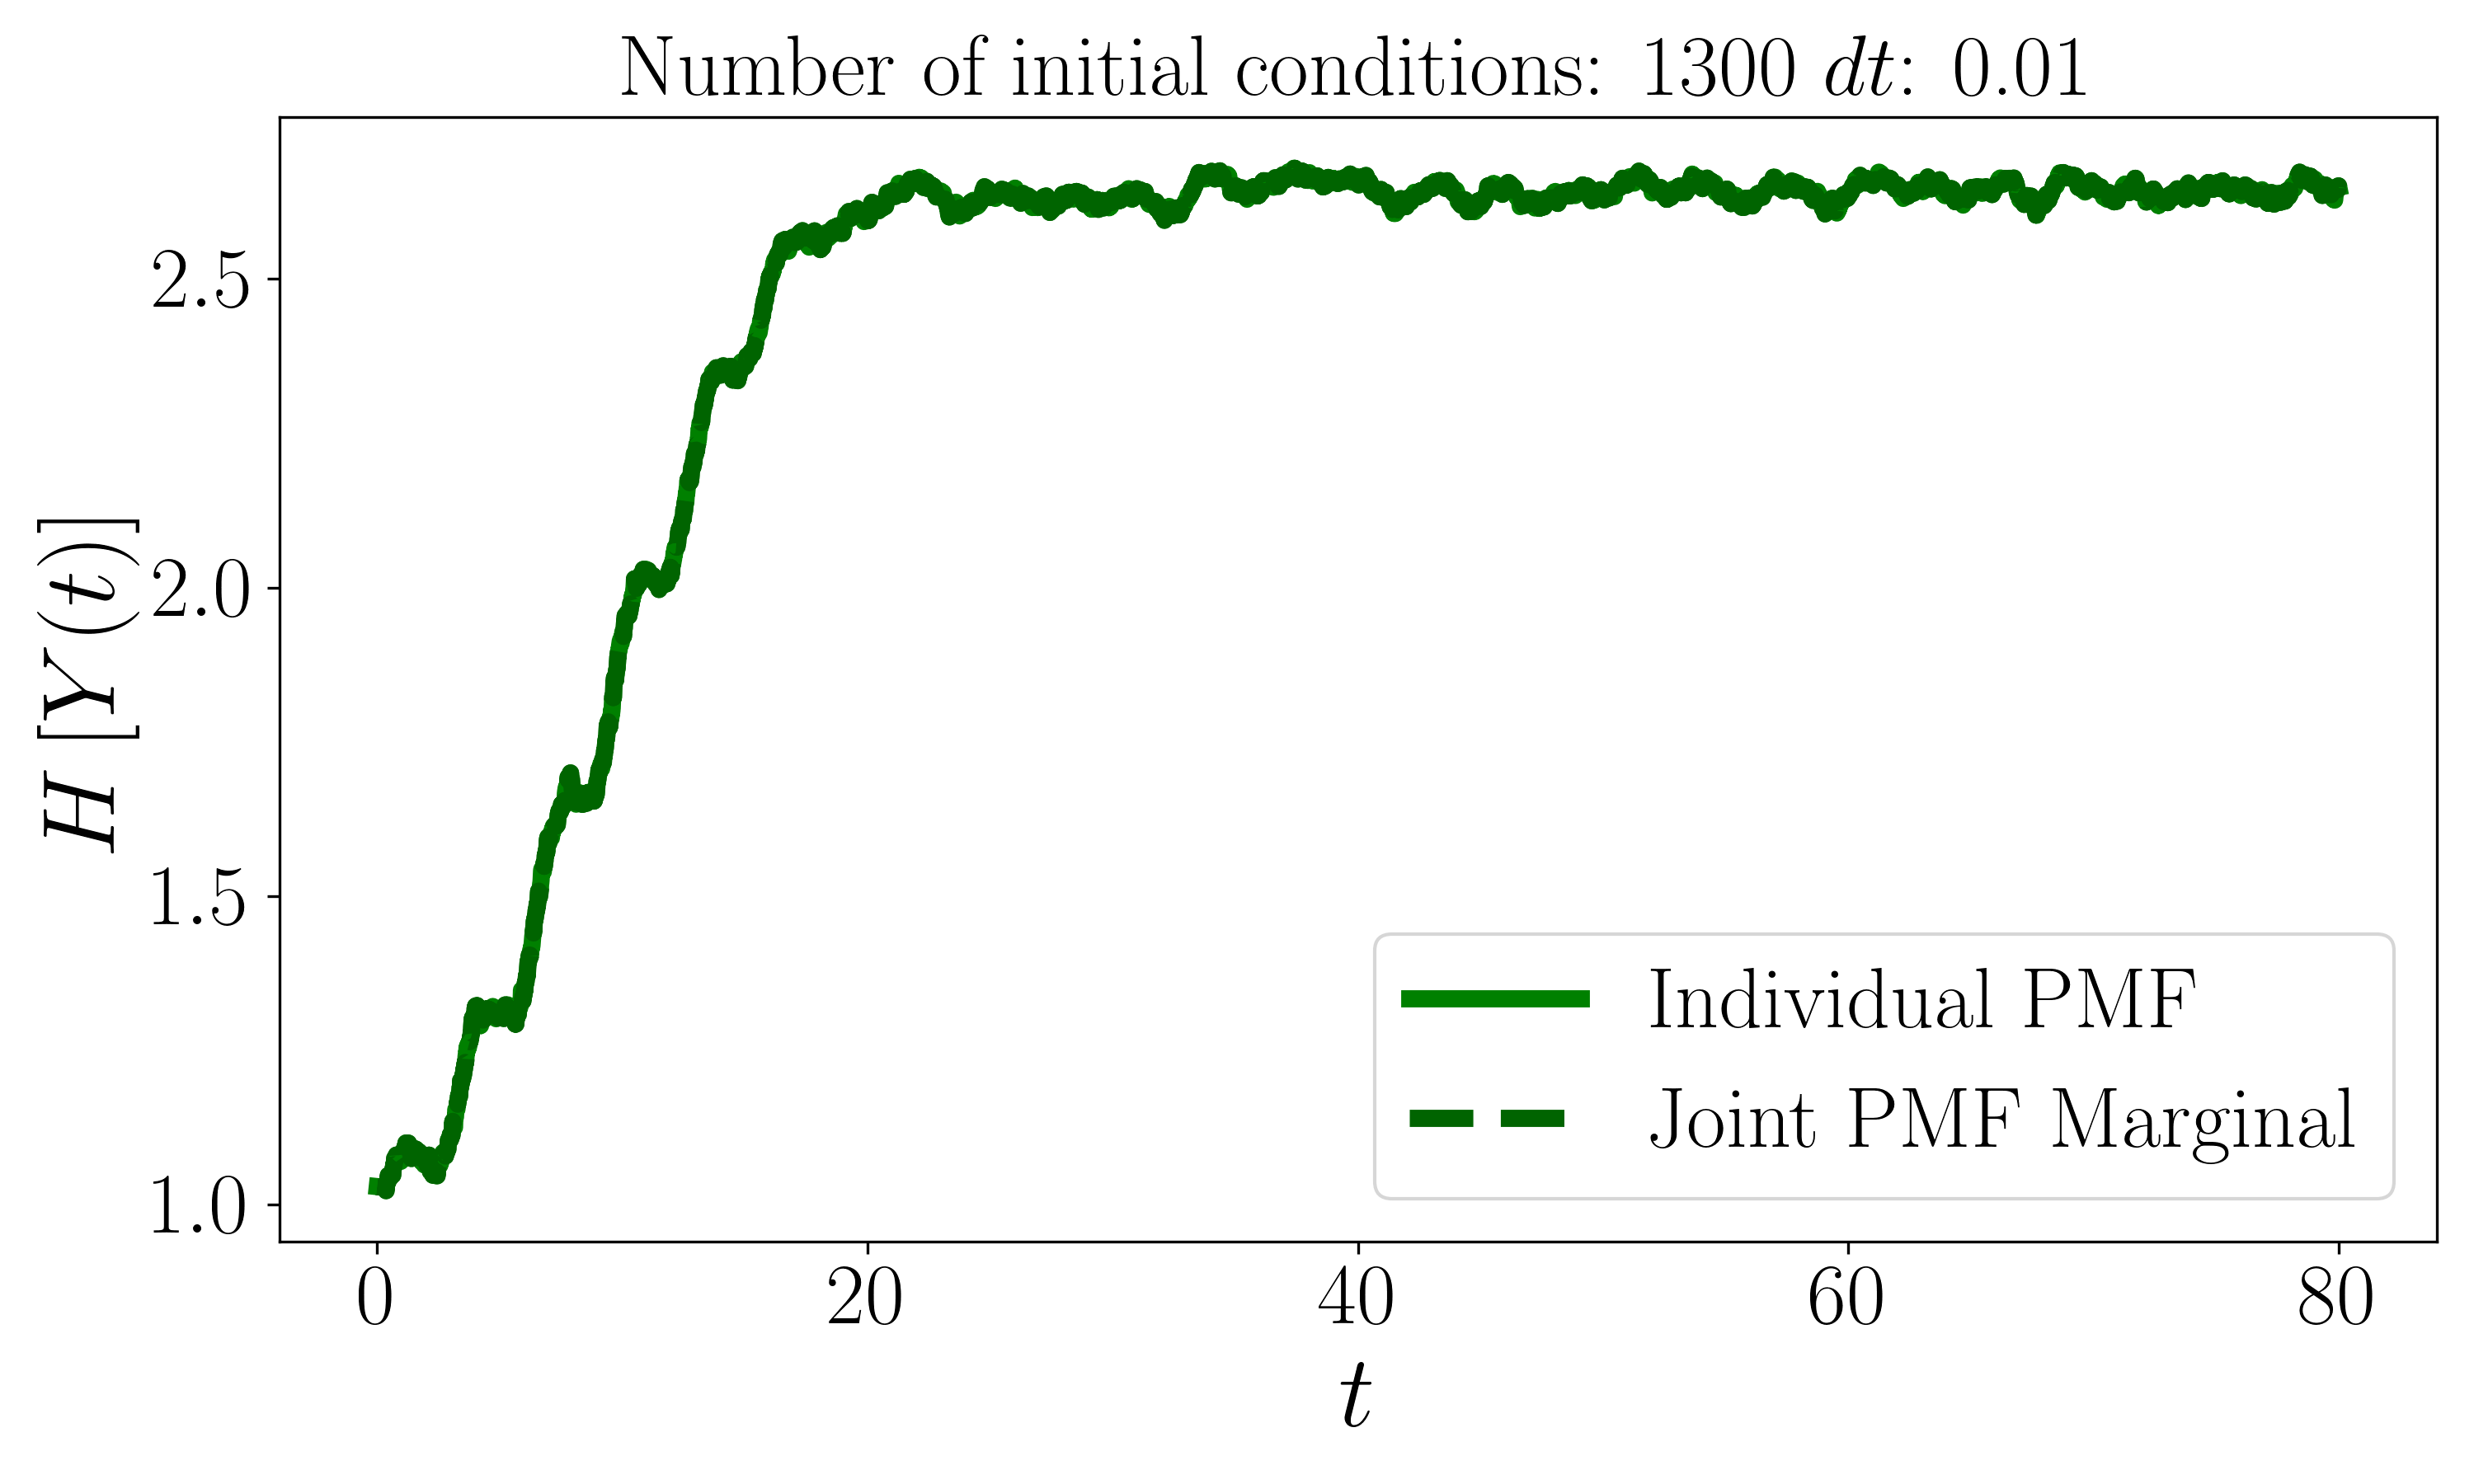 Number of initial conditions: 1300 dt: 0.01
H [Y(t)]
2.5
2.0
1.5
1.0
0 20 40 60 80
t
Individual PMF
Joint PMF Marginal